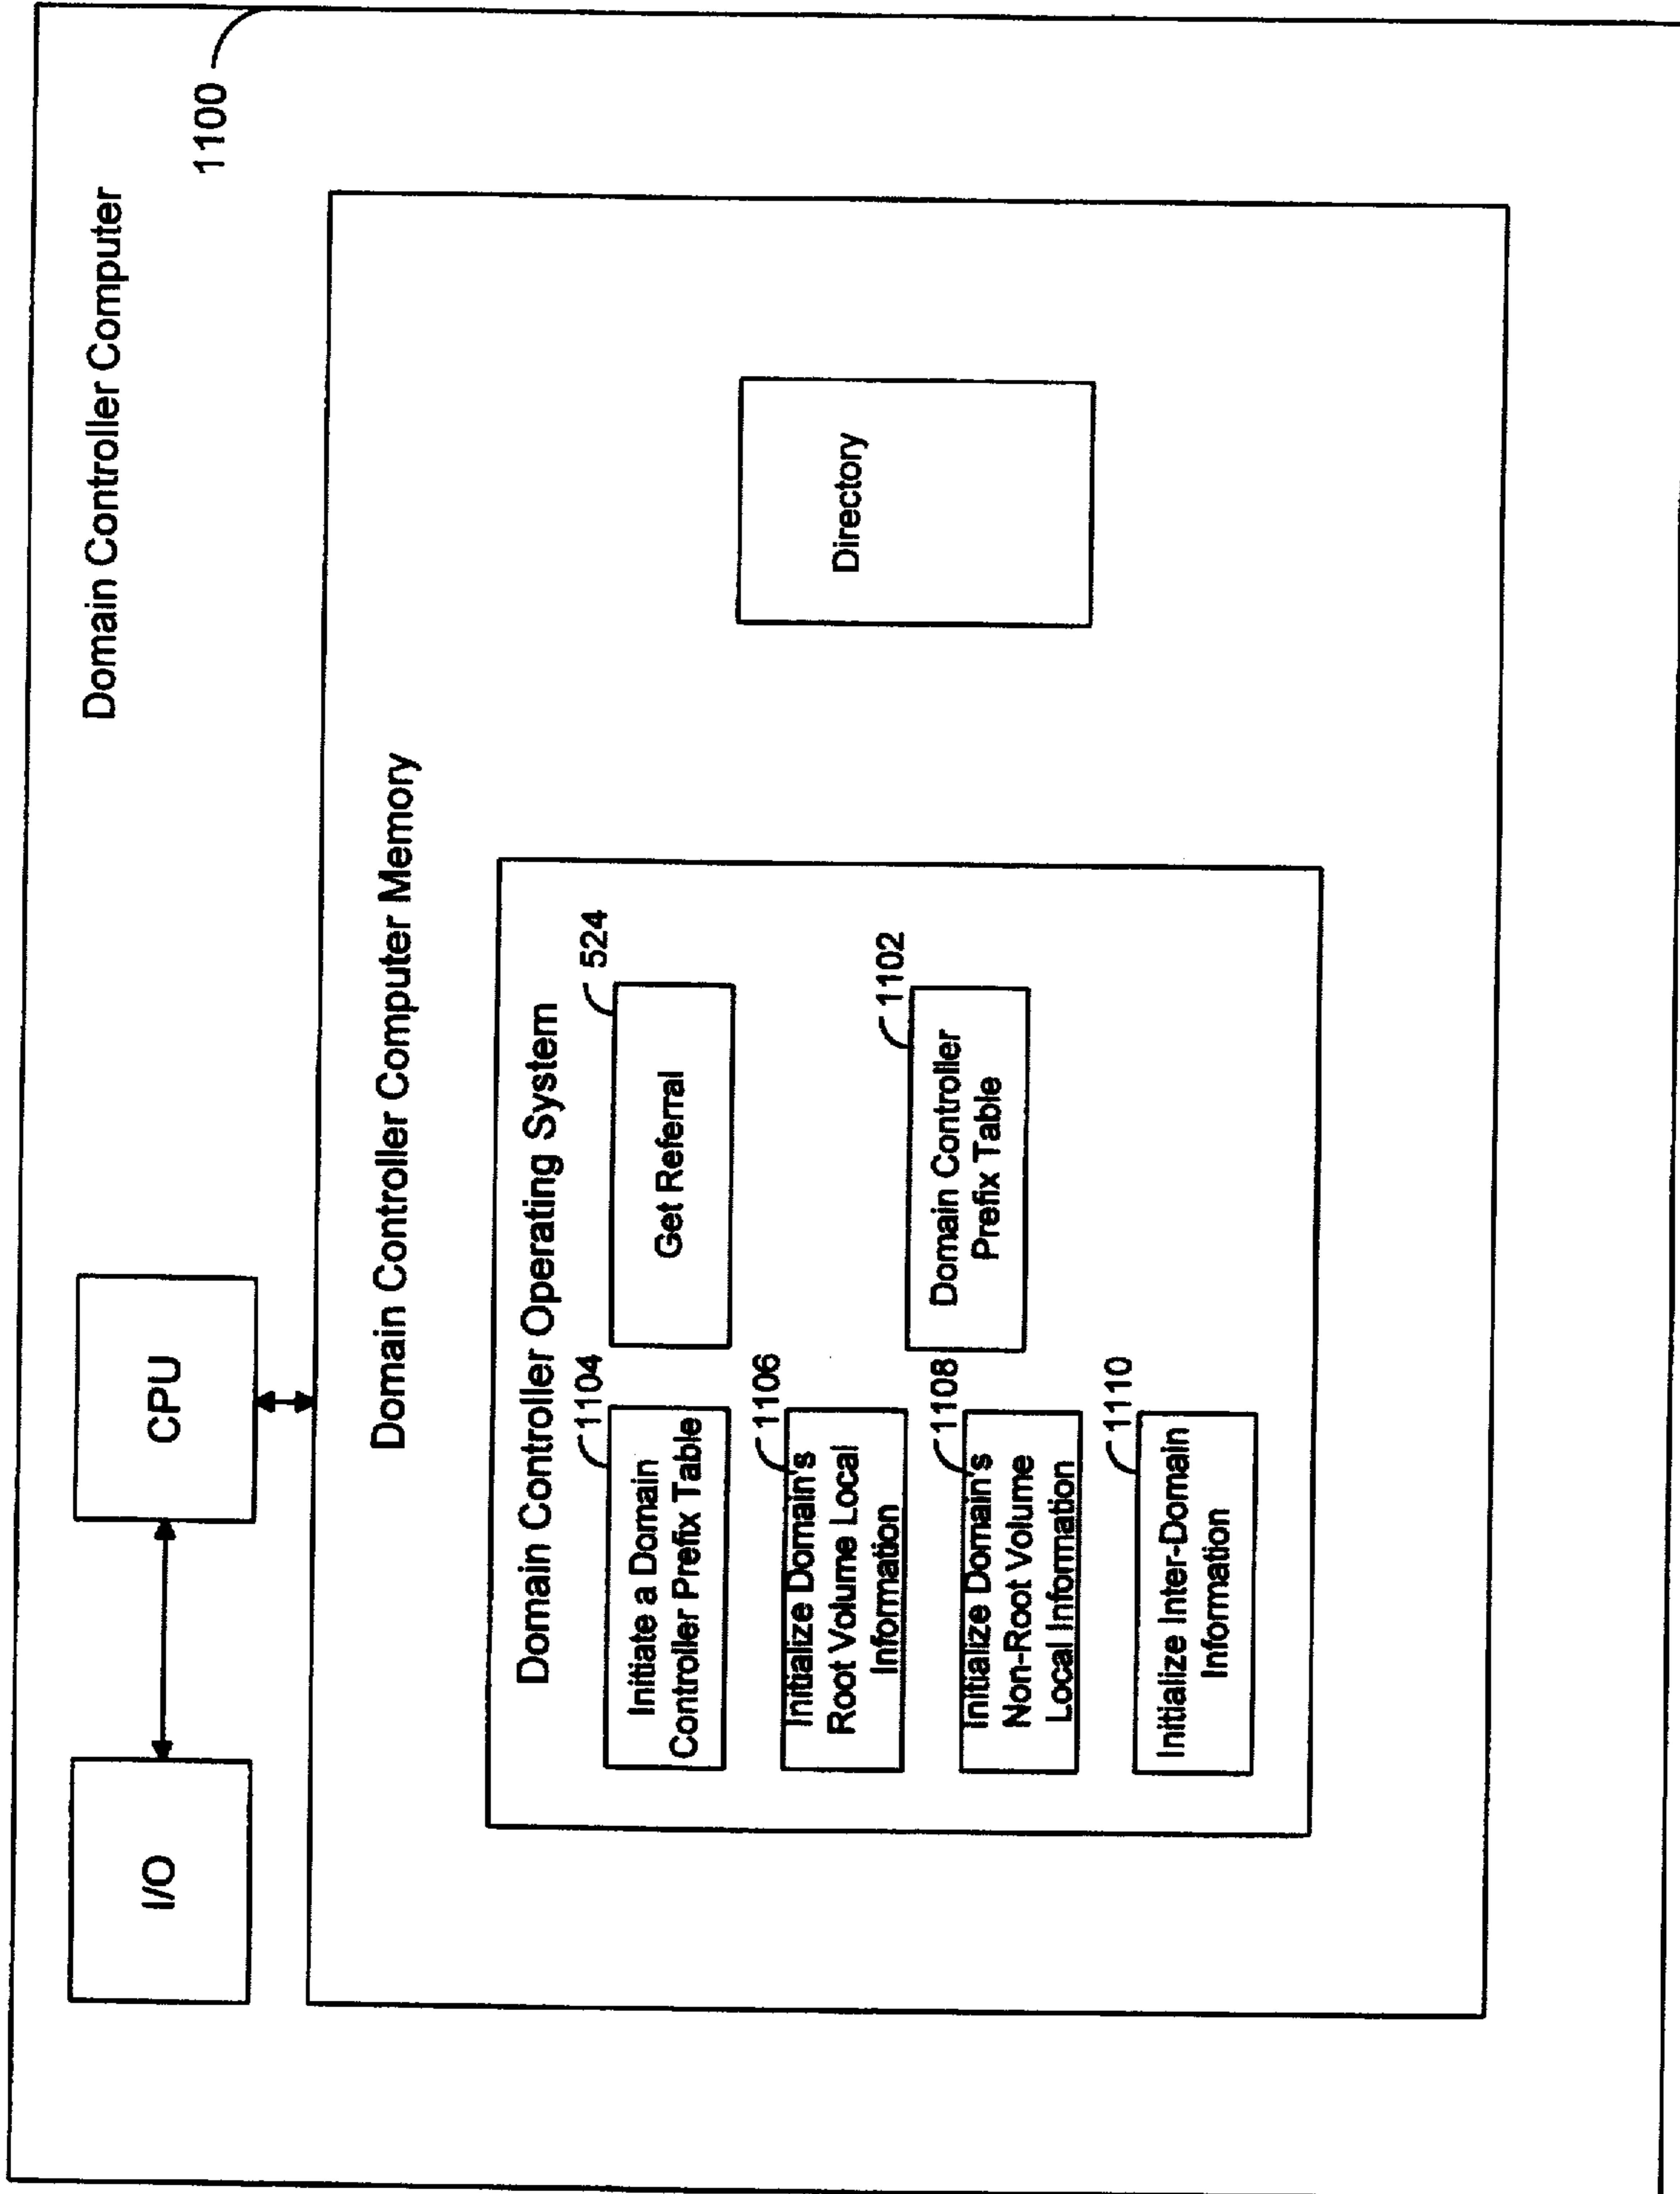 1100
Domain Controller Computer
I/O
CPU
Domain Controller Computer Memory
Domain Controller Operating System
1104
Initiate a Domain
Controller Prefix Table
524
Get Referral
1106
Initialize Domain's
Root Volume Local
Information
1108
Initialize Domain's
Non-Root Volume
Local Information
1102
Domain Controller
Prefix Table
1110
Initialize Inter-Domain
Information
Directory